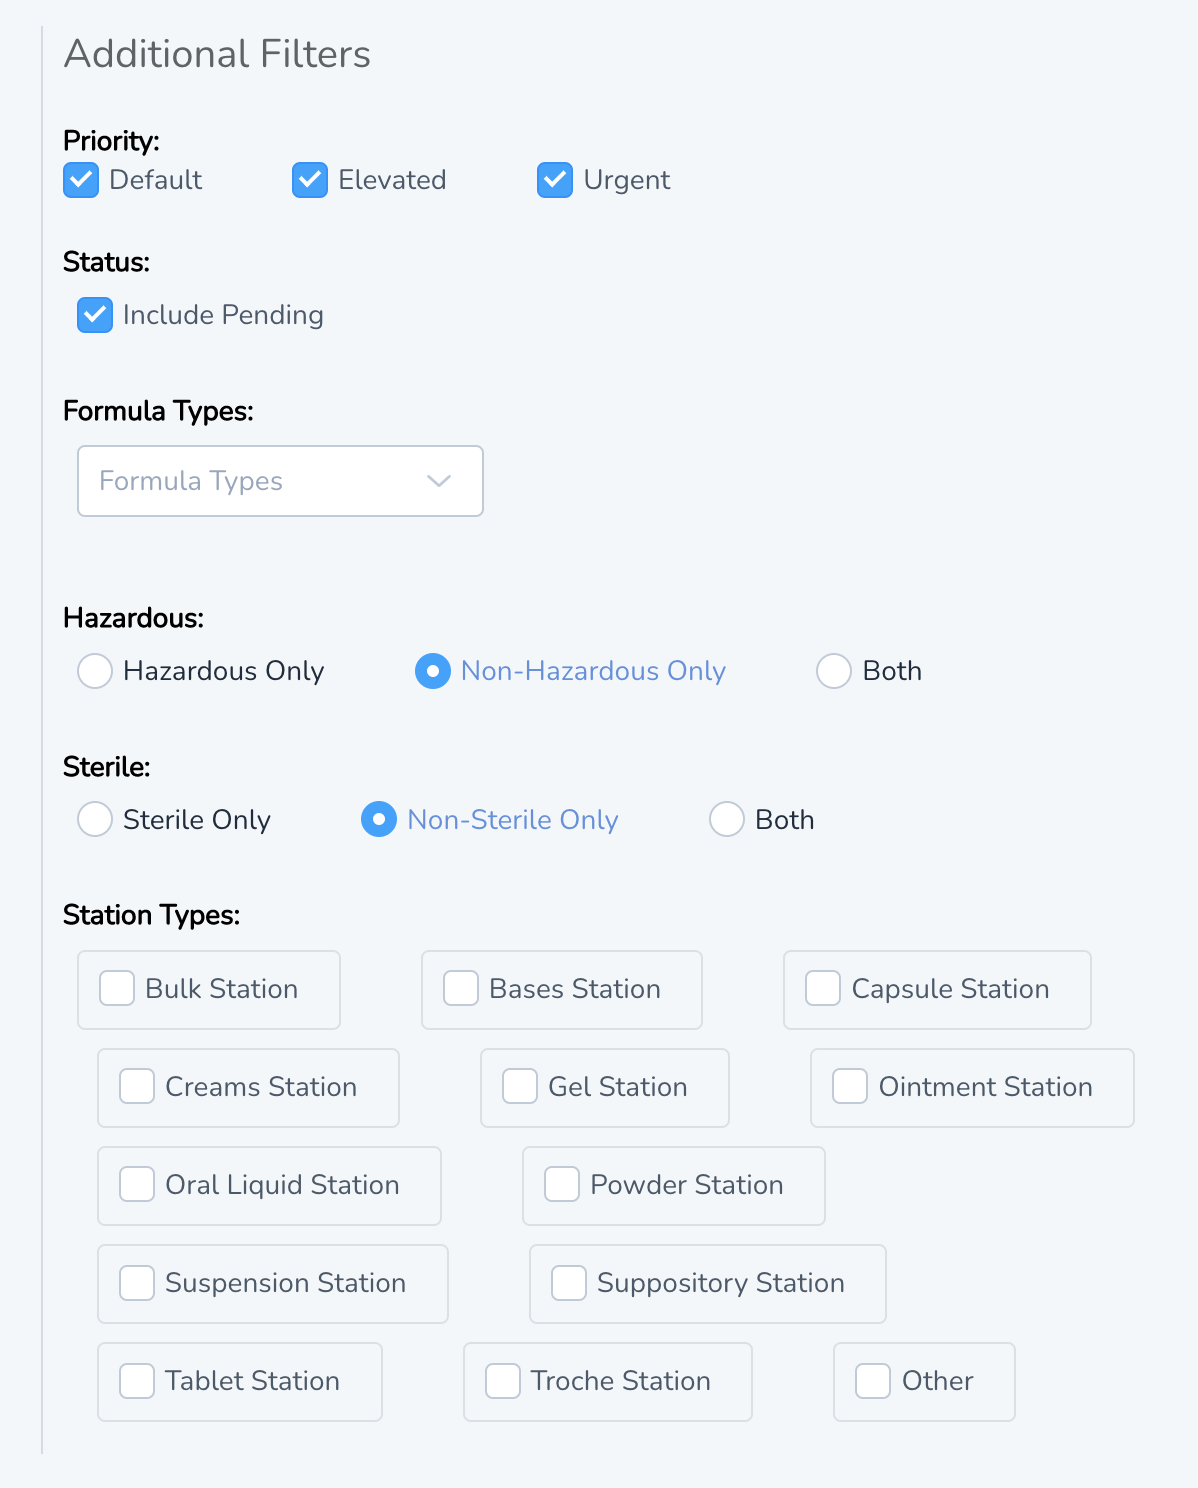 Additional Filters
Priority:
Default Elevated Urgent
Status:
Include Pending
Formula Types:
Formula Types
Hazardous:
Hazardous Only Non-Hazardous Only Both
Sterile:
Sterile Only Non-Sterile Only Both
Station Types:
Bulk Station Bases Station Capsule Station
Creams Station Gel Station Ointment Station
Oral Liquid Station Powder Station
Suspension Station Suppository Station
Tablet Station Troche Station Other